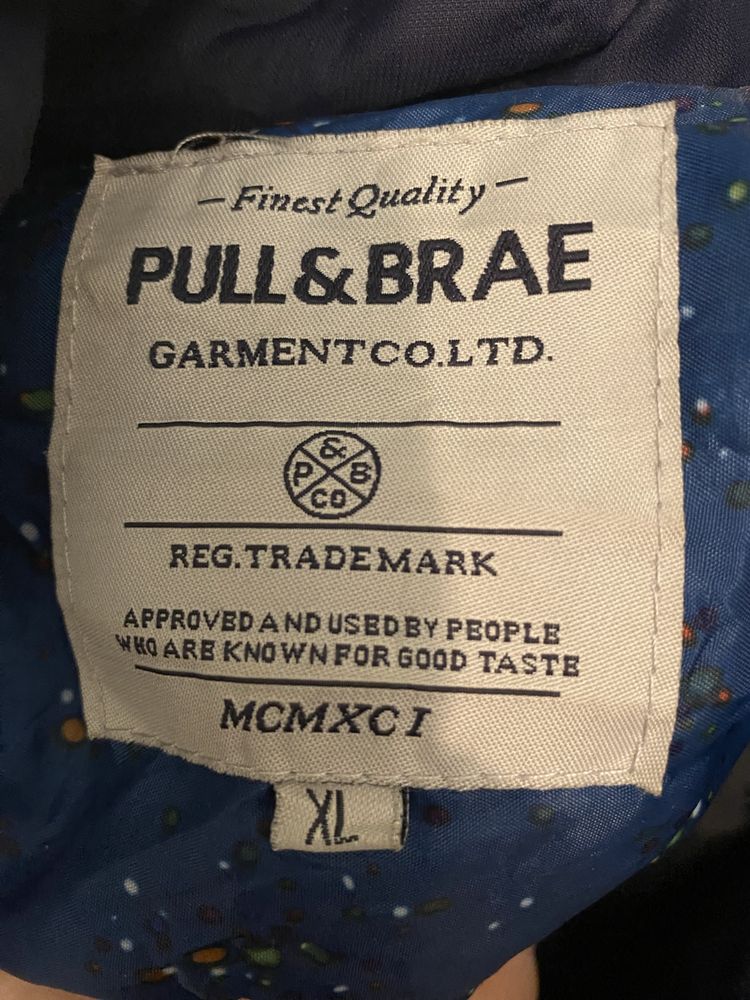 — Finest Quality —
PULL&BRAE
GARMENT CO.LTD.
&
P B
CO
REG.TRADEMARK
APPROVED AND USED BY PEOPLE
WHO ARE KNOWN FOR GOOD TASTE
MCMXCI
XL